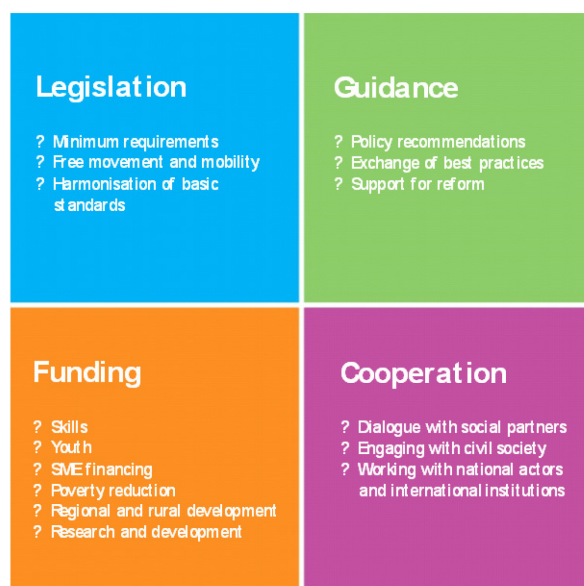 Legislation
? Minimum requirements
? Free movement and mobility
? Harmonisation of basic
standards
Guidance
? Policy recommendations
? Exchange of best practices
? Support for reform
Funding
? Skills
? Youth
? SME financing
? Poverty reduction
? Regional and rural development
? Research and development
Cooperation
? Dialogue with social partners
? Engaging with civil society
? Working with national actors
and international institutions